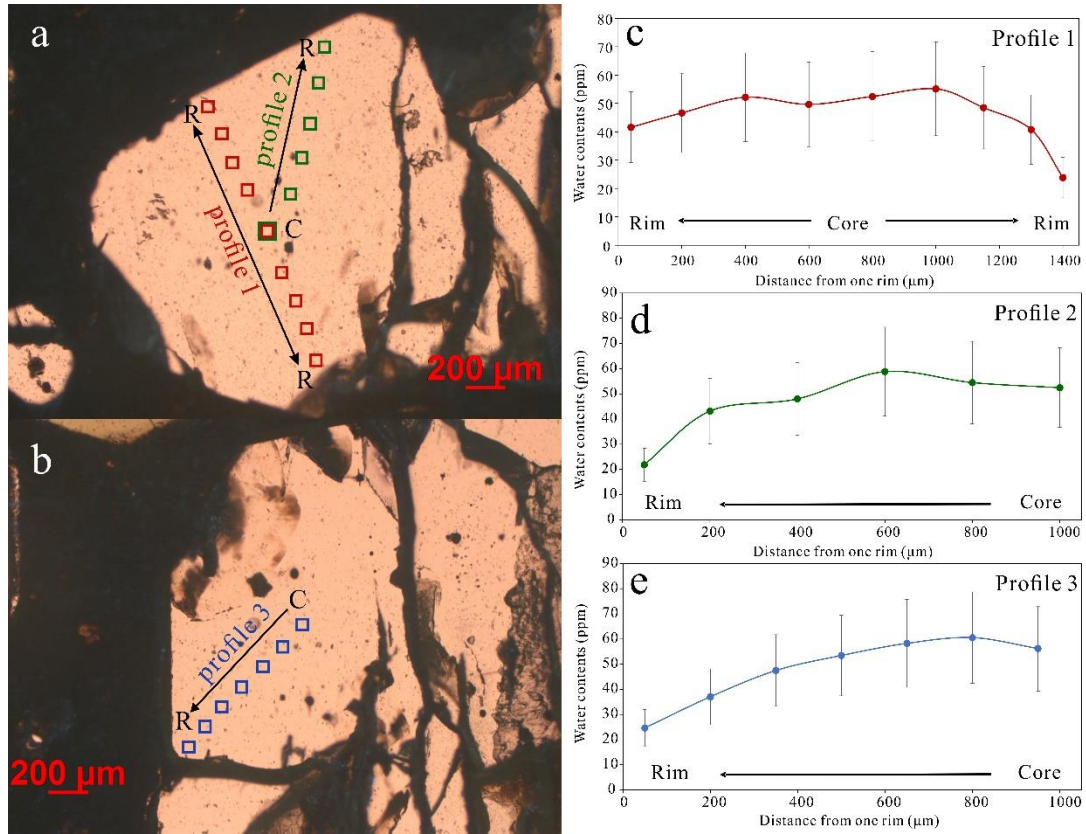 a
R
R
profile 2
C
profile 1
R
200 μm
b
C
profile 3
R
200 μm
c
Profile 1
Water contents (ppm)
80
70
60
50
40
30
20
10
0
Rim
Core
Rim
0 200 400 600 800 1000 1200 1400
Distance from one rim (μm)
d
Profile 2
Water contents (ppm)
90
80
70
60
50
40
30
20
10
0
Rim
Core
0 200 400 600 800 1000
Distance from one rim (μm)
e
Profile 3
Water contents (ppm)
90
80
70
60
50
40
30
20
10
0
Rim
Core
0 200 400 600 800 1000
Distance from one rim (μm)